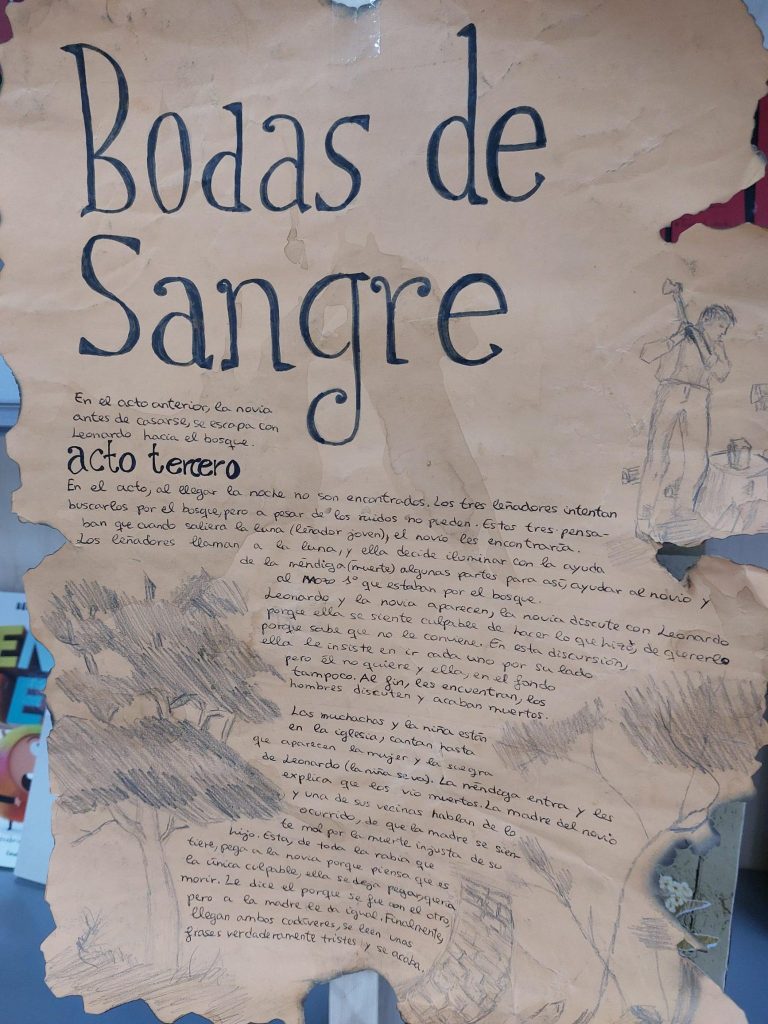 Bodas de
Sangre
En el acto anterior, la novia
antes de casarse, se escapa con
Leonardo hacia el bosque.
acto tercero
En el acto, al llegar la noche no son encontrados. Los tres leñadores intentan
buscarlos por el bosque, pero a pesar de los ruidos no pueden. Estos tres pensa-
ban que cuando saliera la luna (leñador joven), el novio les encontraría.
Los leñadores llaman a la luna, y ella decide iluminar con la ayuda
de la méndiga (muerte) algunas partes para así, ayudar al novio y
al Mozo 1º que estaban por el bosque.
Leonardo y la novia aparecen, la novia discute con Leonardo
porque ella se siente culpable de hacer lo que hizo, de quererlo
porque sabe que no le conviene. En esta discursión,
ella le insiste en ir cada uno por su lado
pero él no quiere y ella, en el fondo
tampoco. Al fin, les encuentran, los
hombres discuten y acaban muertos.
Las muchachas y la niña están
en la iglesia, cantan hasta
que aparecen la mujer y la suegra
de Leonardo (la niña se va). La méndiga entra y les
explica que los vio muertos. La madre del novio
y una de sus vecinas hablan de lo
ocurrido, de que la madre se sien-
te mal por la muerte injusta de su
hijo. Esta, de toda la rabia que
tiere, pega a la novia porque piensa que es
la única culpable, ella se deja pegar, quería
morir. Le dice el porque se fue con el otro,
pero a la madre le da igual. Finalmente,
llegan ambos cadáveres, se leen unas
frases verdaderamente tristes y se acaba.